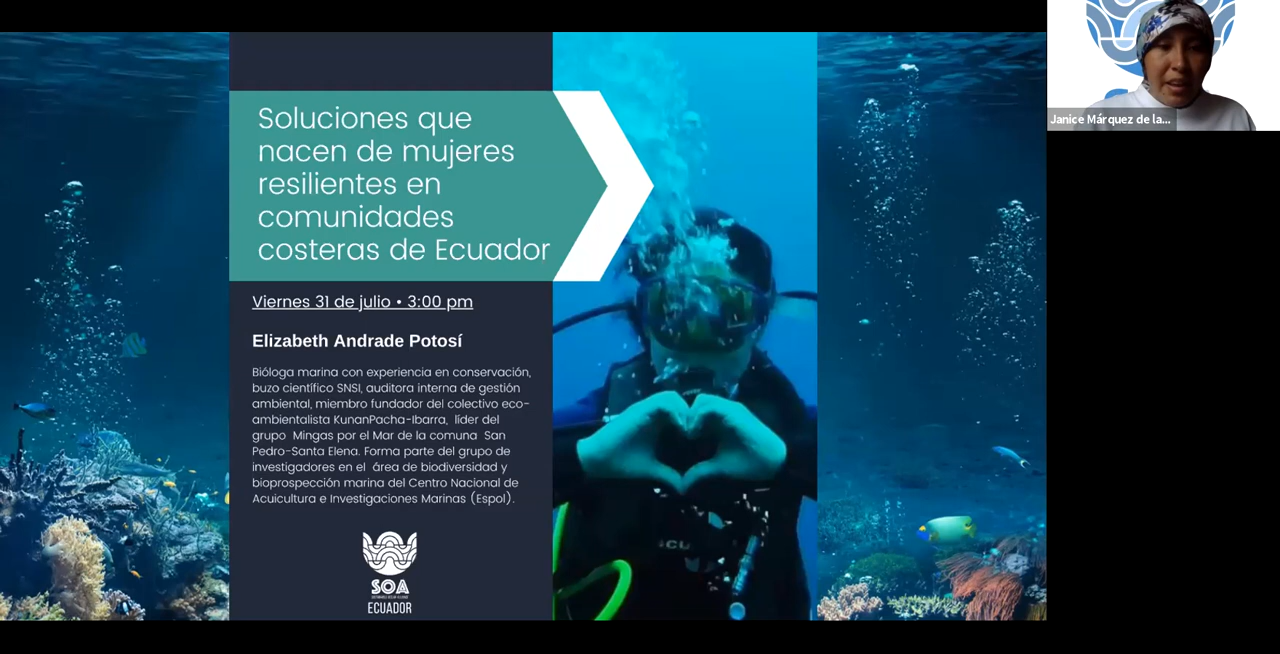 Soluciones que
nacen de mujeres
resilientes en
comunidades
costeras de Ecuador
Viernes 31 de julio • 3:00 pm
Elizabeth Andrade Potosí
Bióloga marina con experiencia en conservación,
buzo científico SNSI, auditora interna de gestión
ambiental, miembro fundador del colectivo eco-
ambientalista KunanPacha-Ibarra, líder del
grupo Mingas por el Mar de la comuna San
Pedro-Santa Elena. Forma parte del grupo de
investigadores en el área de biodiversidad y
bioprospección marina del Centro Nacional de
Acuicultura e Investigaciones Marinas (Espol).
SOA
ECUADOR
Janice Márquez de la...